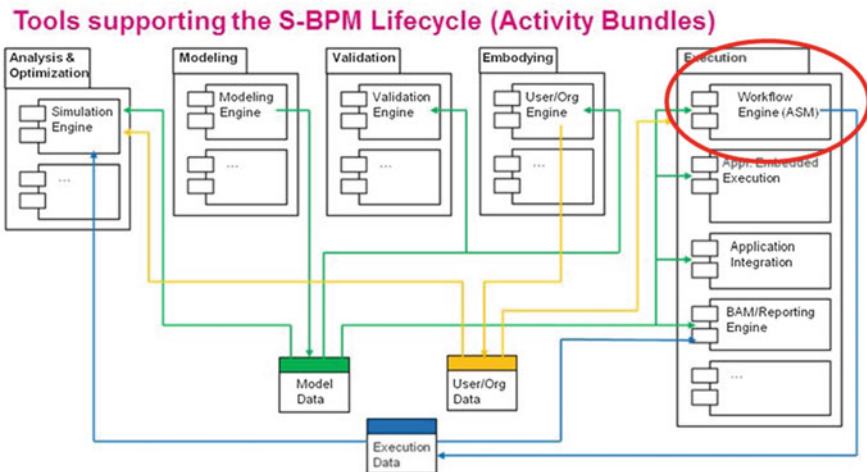 Tools supporting the S-BPM Lifecycle (Activity Bundles)
Analysis &
Optimization
Simulation
Engine
...
Modeling
Modeling
Engine
...
Validation
Validation
Engine
...
Embodying
User/Org
Engine
...
Execution
Workflow
Engine (ASM)
Appl. Embedded
Execution
Application
Integration
BAM/Reporting
Engine
...
Model
Data
User/Org
Data
Execution
Data